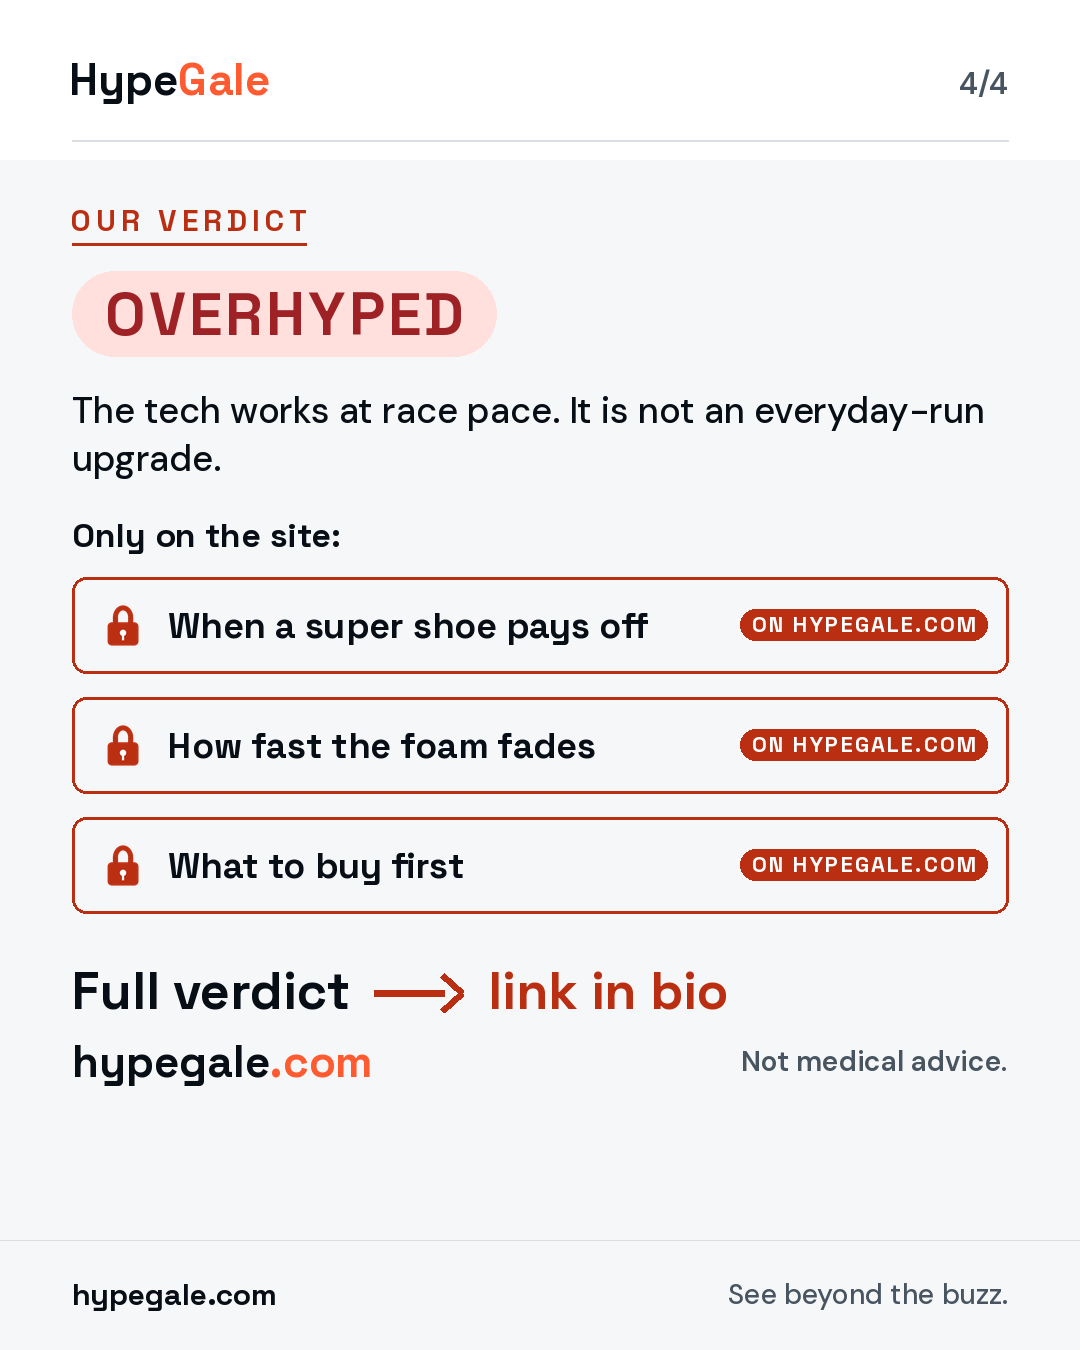 HypeGale
4/4
OUR VERDICT
OVERHYPED
The tech works at race pace. It is not an everyday-run
upgrade.
Only on the site:
When a super shoe pays off
ON HYPEGALE.COM
How fast the foam fades
ON HYPEGALE.COM
What to buy first
ON HYPEGALE.COM
Full verdict → link in bio
hypegale.com
Not medical advice.
hypegale.com
See beyond the buzz.